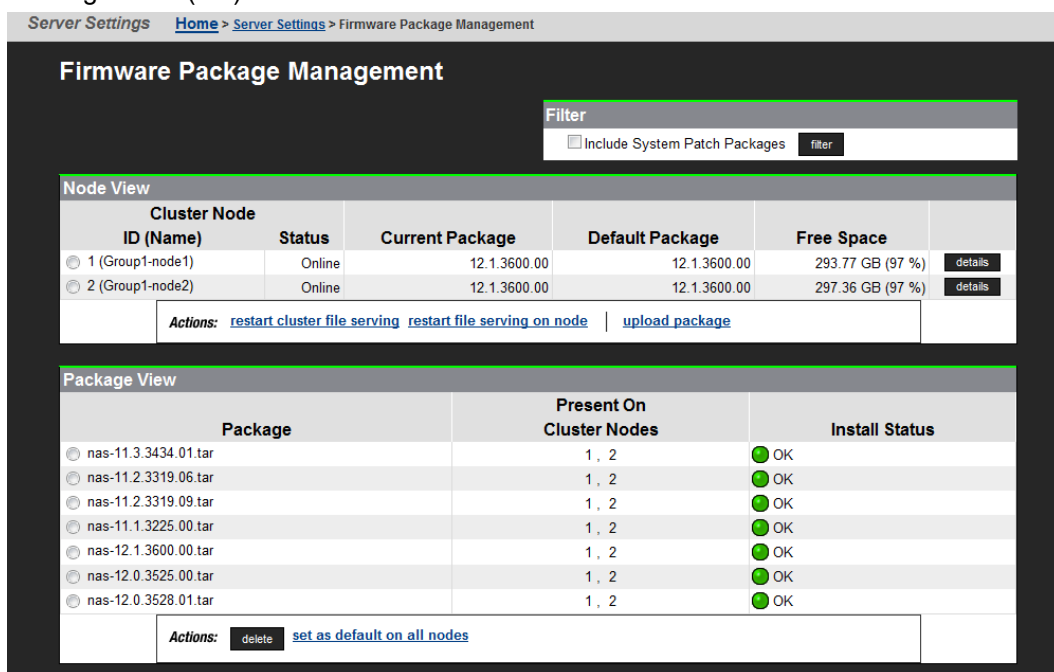 Server Settings Home > Server Settings > Firmware Package Management
Firmware Package Management
Filter
Include System Patch Packages filter
Node View
Cluster Node
ID (Name) Status Current Package Default Package Free Space
1 (Group1-node1) Online 12.1.3600.00 12.1.3600.00 293.77 GB (97 %) details
2 (Group1-node2) Online 12.1.3600.00 12.1.3600.00 297.36 GB (97 %) details
Actions: restart cluster file serving restart file serving on node | upload package
Package View
Present On
Package Cluster Nodes Install Status
nas-11.3.3434.01.tar 1 , 2 OK
nas-11.2.3319.06.tar 1 , 2 OK
nas-11.2.3319.09.tar 1 , 2 OK
nas-11.1.3225.00.tar 1 , 2 OK
nas-12.1.3600.00.tar 1 , 2 OK
nas-12.0.3525.00.tar 1 , 2 OK
nas-12.0.3528.01.tar 1 , 2 OK
Actions: delete set as default on all nodes